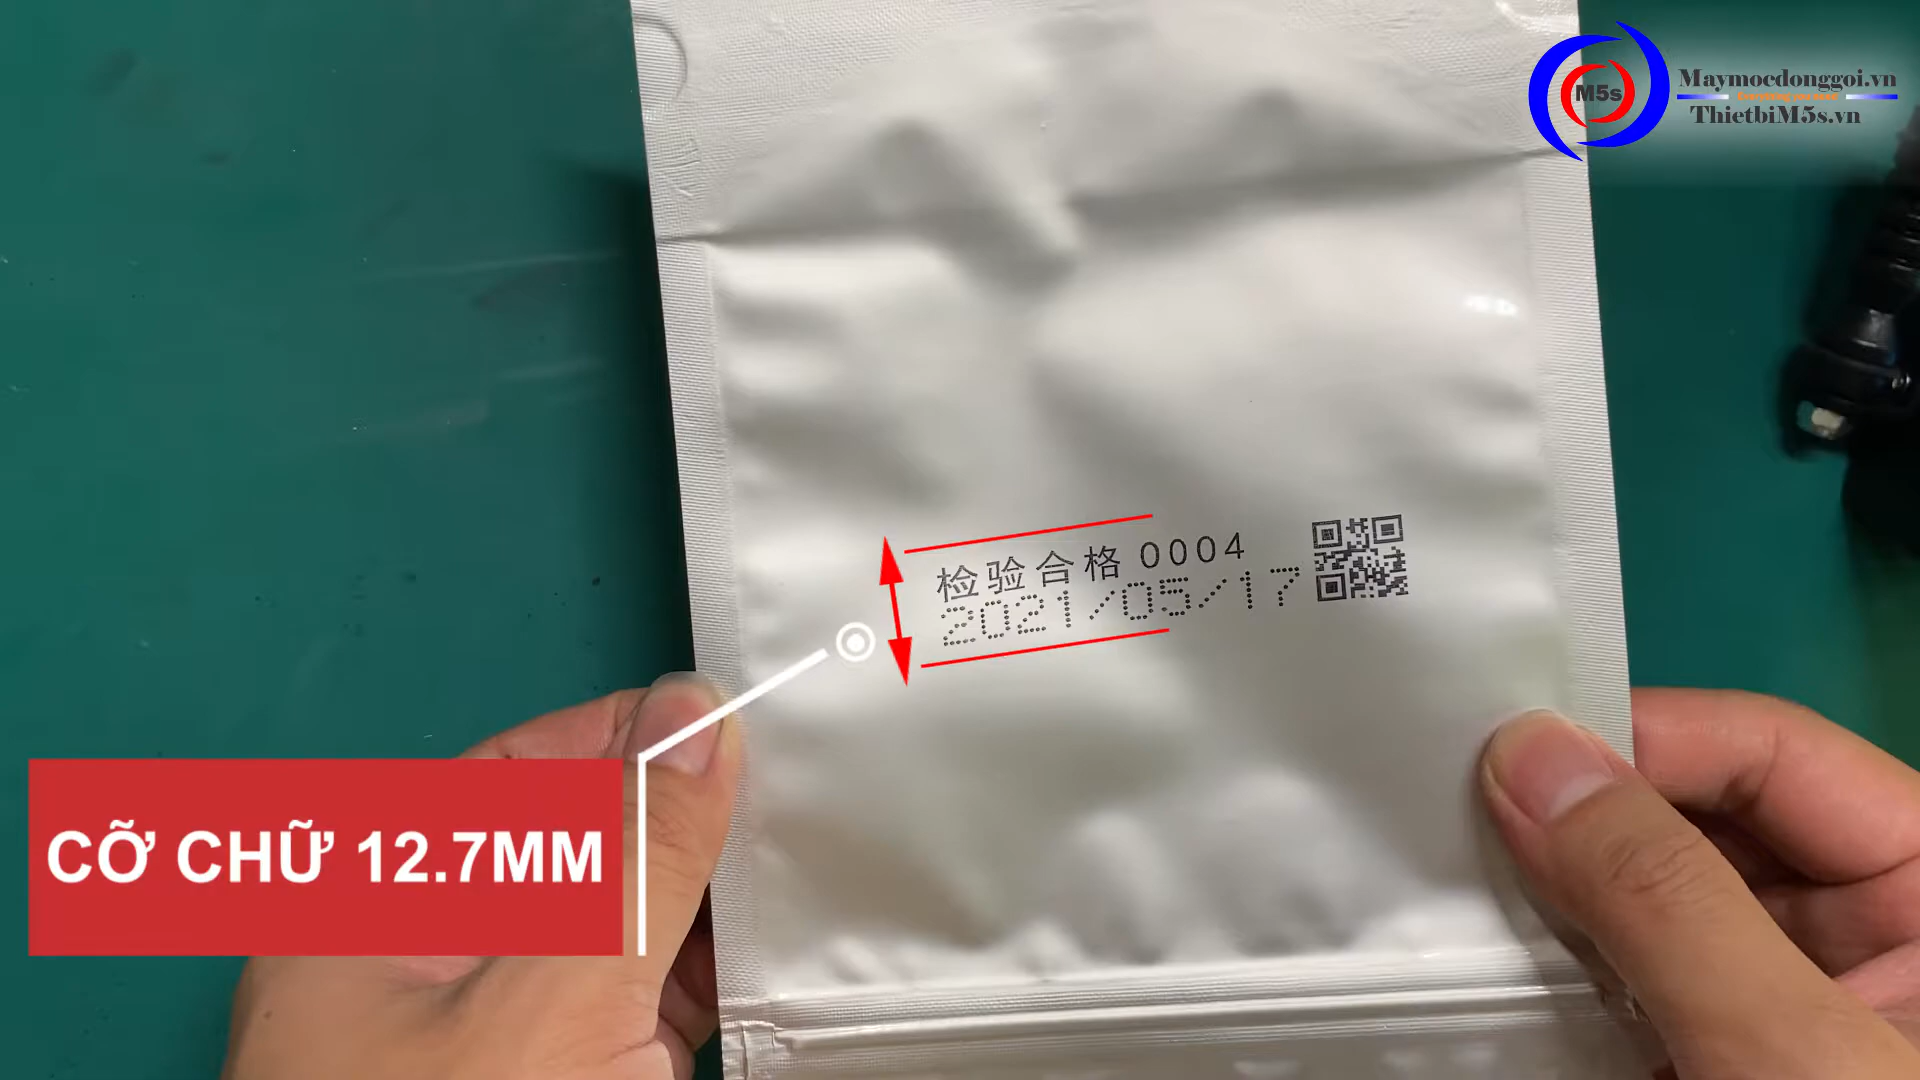 M5s
Maymocdonggoi.vn
ThietbiM5s.vn
检验合格 0004
2021/05/17
CỠ CHỮ 12.7MM